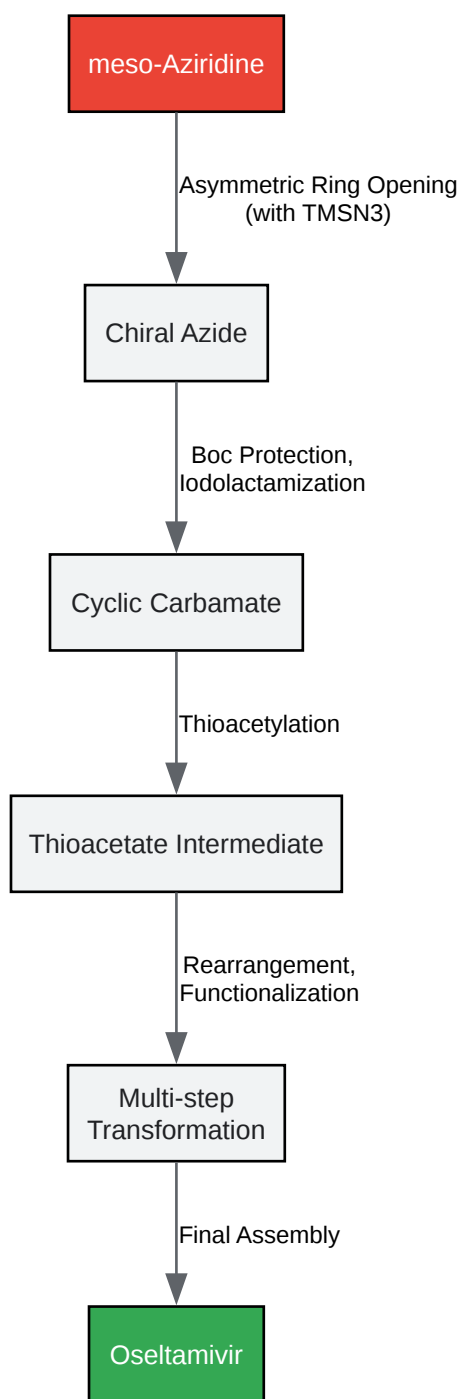 meso-Aziridine
Asymmetric Ring Opening
(with TMSN3)
Chiral Azide
Boc Protection,
Iodolactamization
Cyclic Carbamate
Thioacetylation
Thioacetate Intermediate
Rearrangement,
Functionalization
Multi-step
Transformation
Final Assembly
Oseltamivir